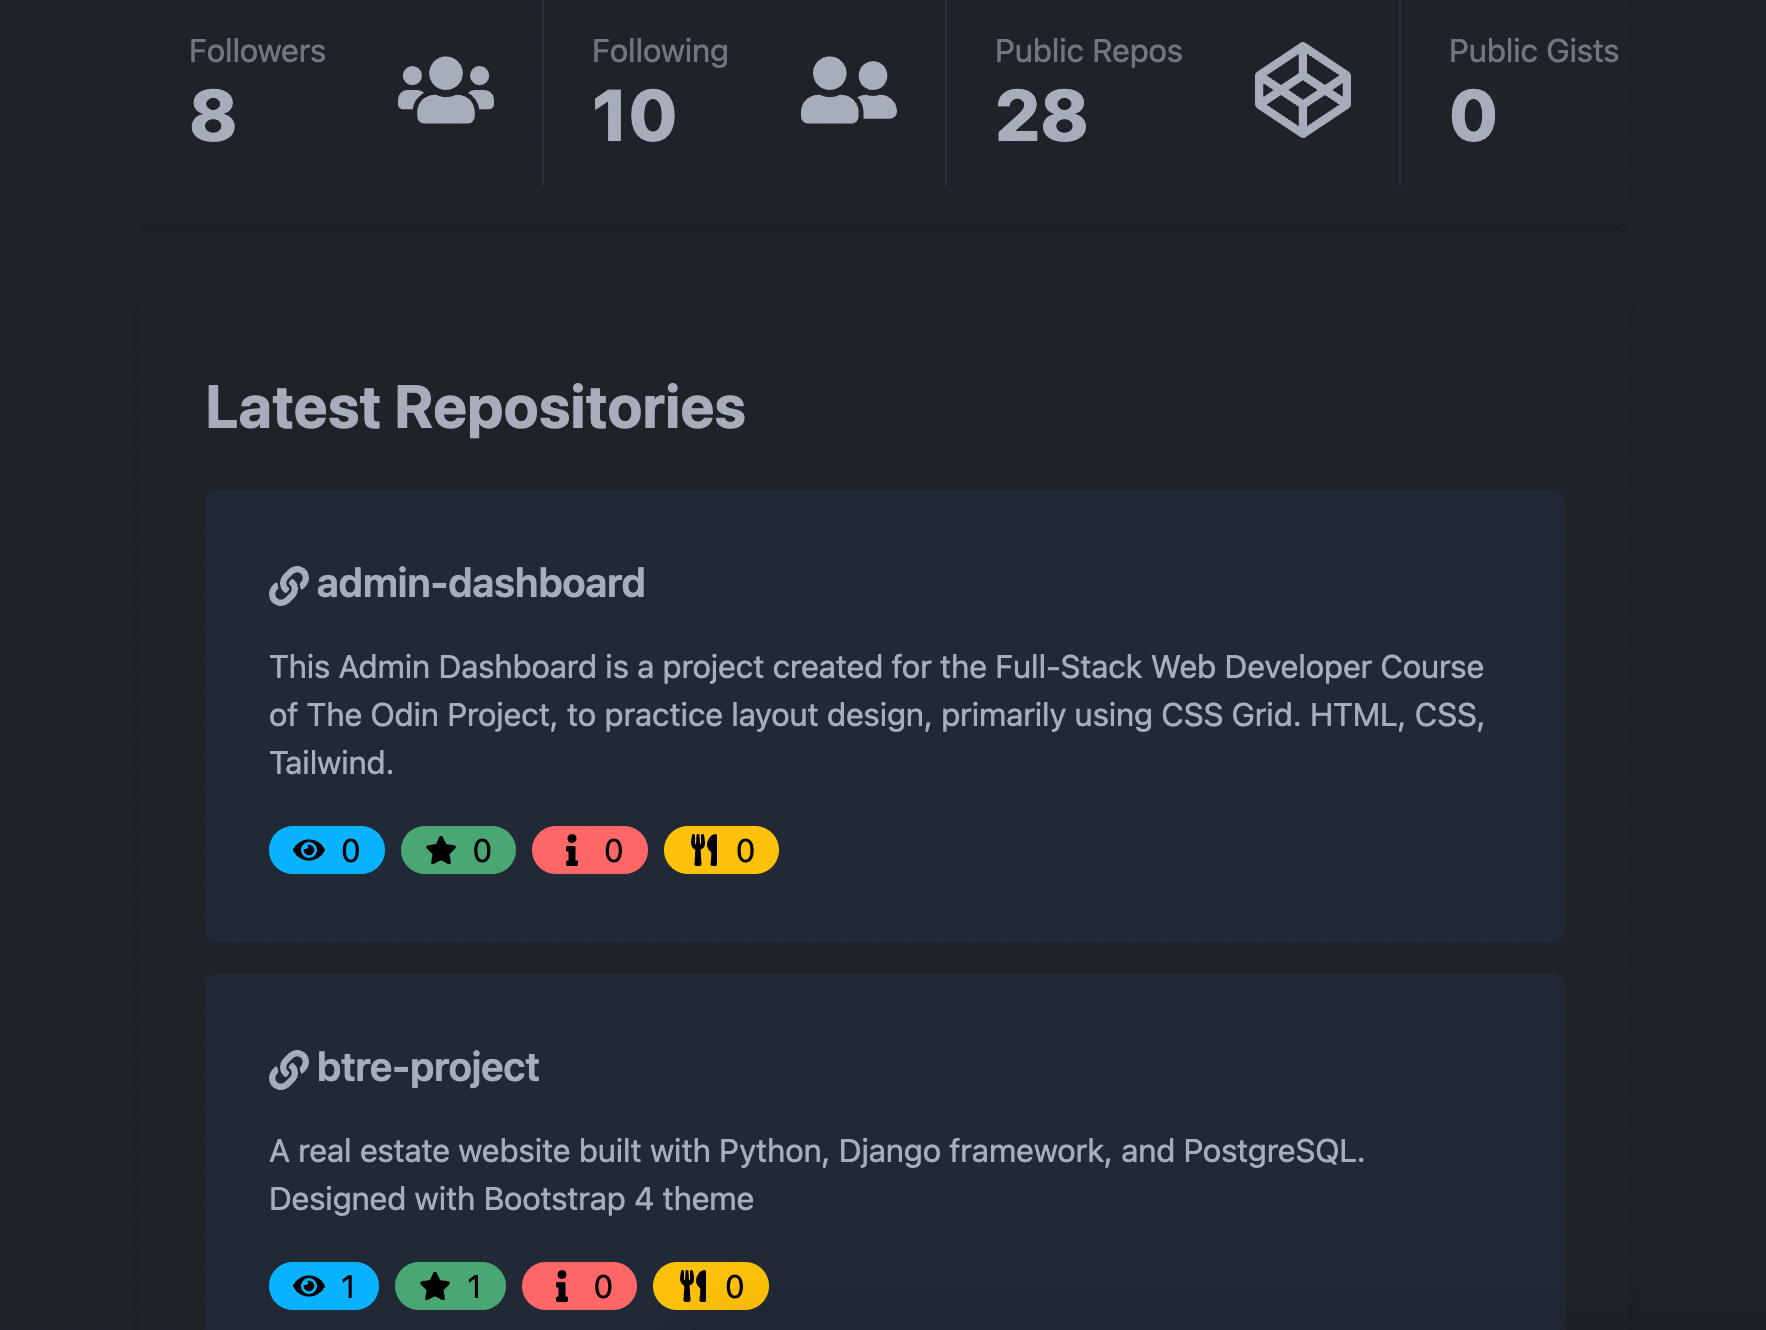 Followers
8
Following
10
Public Repos
28
Public Gists
0
Latest Repositories
admin-dashboard
This Admin Dashboard is a project created for the Full-Stack Web Developer Course
of The Odin Project, to practice layout design, primarily using CSS Grid. HTML, CSS,
Tailwind.
0 0 0 0
btre-project
A real estate website built with Python, Django framework, and PostgreSQL.
Designed with Bootstrap 4 theme
1 1 0 0